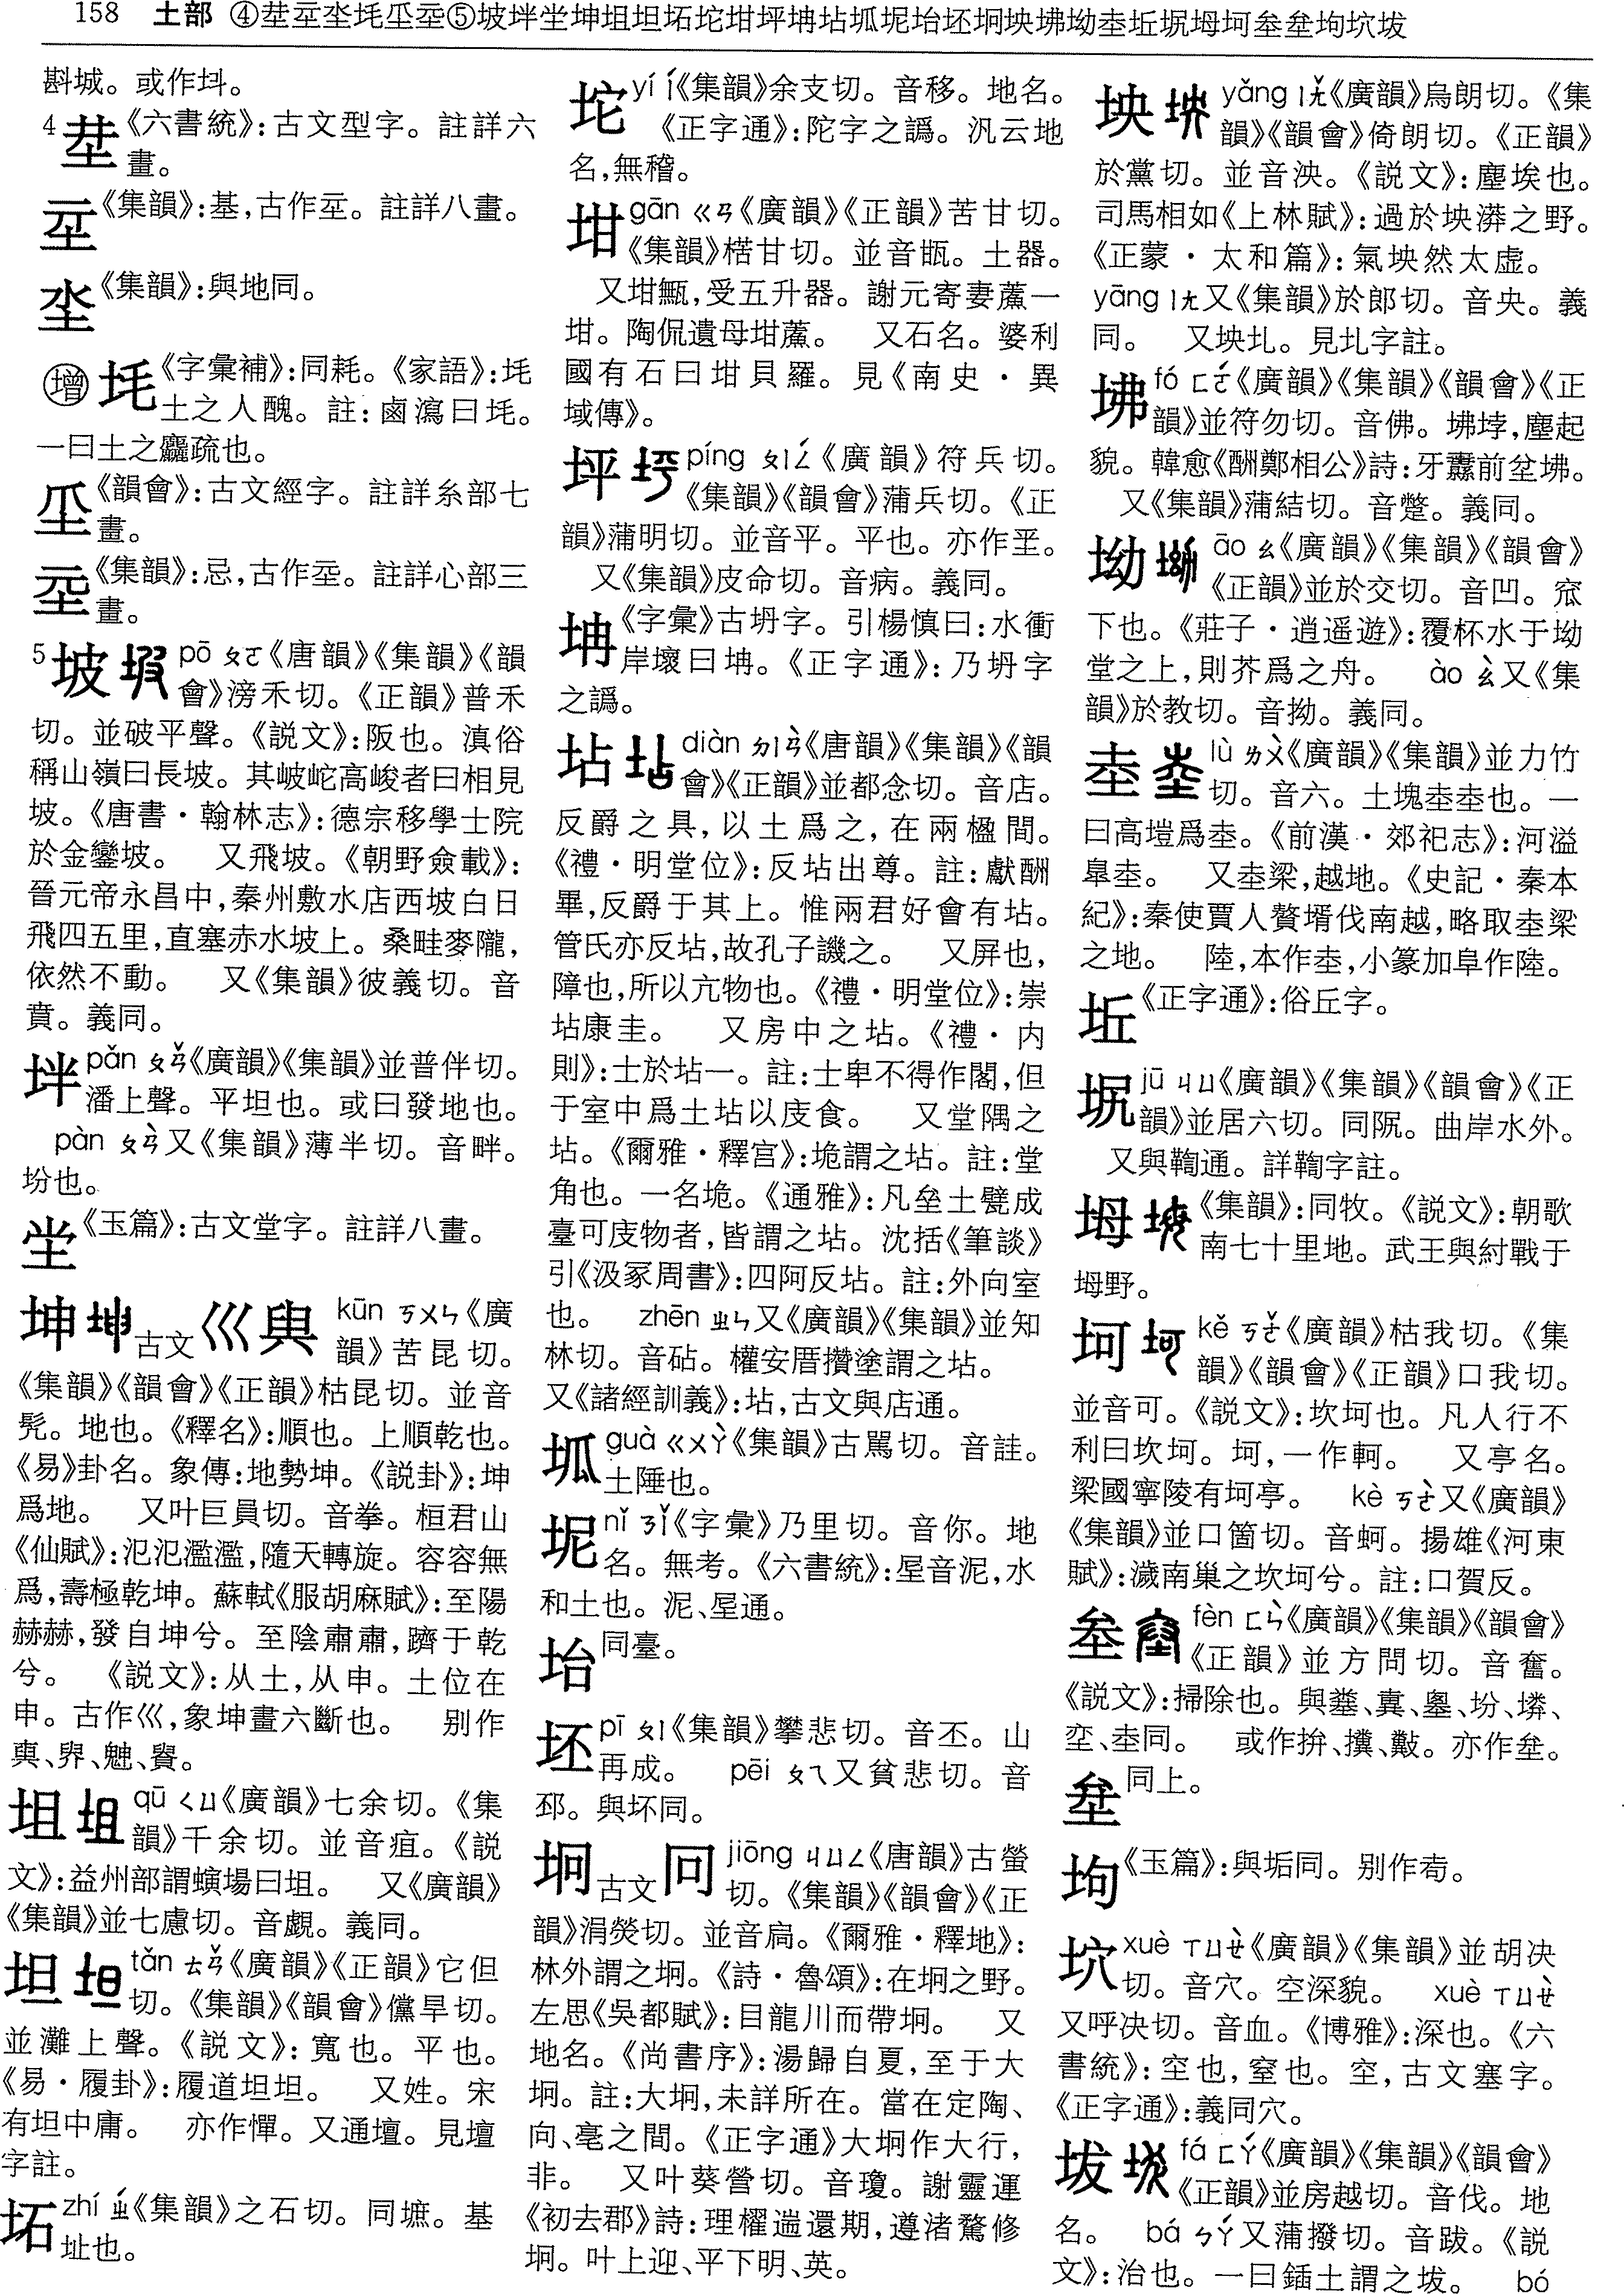 158 土部 ④坓坖坔𡉨坕坖⑤坡坢坣坤坥坦坧坨坩坪坫坬坭坮坯坰坱坲坳坴坵坭坶坷坌坋坸坹坺
斟城。或作㘰。
4 《六書統》:古文型字。註詳六
畫。
《集韻》:基,古作。註詳八畫。
坔《集韻》:與地同。
增 《字彙補》:同耗。《家語》:
土之人醜。註:鹵瀉曰。
一曰土之麤疏也。
坕《韻會》:古文經字。註詳糸部七
畫。
坖《集韻》:忌,古作坖。註詳心部三
畫。
5坡 pō ㄆㄛ《唐韻》《集韻》《韻
會》滂禾切。《正韻》普禾
切。並破平聲。《説文》:阪也。滇俗
稱山嶺曰長坡。其岥岮高峻者曰相見
坡。《唐書·翰林志》:德宗移學士院
於金鑾坡。 又飛坡。《朝野僉載》:
晉元帝永昌中,秦州敷水店西坡白日
飛四五里,直塞赤水坡上。桑畦麥隴,
依然不動。 又《集韻》彼義切。音
賁。義同。
坢 pǎn ㄆㄢˇ《廣韻》《集韻》並普伴切。
潘上聲。平坦也。或曰發地也。
pàn ㄆㄢˋ又《集韻》薄半切。音畔。
坋也。
坣《玉篇》:古文堂字。註詳八畫。
坤 古文巛𠔙 kūn ㄎㄨㄣ《廣
韻》苦昆切。
《集韻》《韻會》《正韻》枯昆切。並音
髡。地也。《釋名》:順也。上順乾也。
《易》卦名。象傳:地勢坤。《説卦》:坤
爲地。 又叶巨員切。音拳。桓君山
《仙賦》:氾氾濫濫,隨天轉旋。容容無
爲,壽極乾坤。蘇軾《服胡麻賦》:至陽
赫赫,發自坤兮。至陰肅肅,躋于乾
兮。 《説文》:从土,从申。土位在
申。古作巛,象坤畫六斷也。 别作
坥 qū ㄑㄩ《廣韻》七余切。《集
韻》千余切。並音疽。《説
文》:益州部謂螾場曰坥。 又《廣韻》
《集韻》並七慮切。音覷。義同。
坦 tǎn ㄊㄢˇ《廣韻》《正韻》它但
切。《集韻》《韻會》儻旱切。
並灘上聲。《説文》:寬也。平也。
《易·履卦》:履道坦坦。 又姓。宋
有坦中庸。 亦作憚。又通壇。見壇
字註。
坧 zhí ㄓˊ《集韻》之石切。同墌。基
址也。
坨 yí ㄧˊ《集韻》余支切。音移。地名。
《正字通》:陀字之譌。汎云地
名,無稽。
坩 gān ㄍㄢ《廣韻》《正韻》苦甘切。
《集韻》楛甘切。並音㽍。土器。
又坩甒,受五升器。謝元寄妻䕩一
坩。陶侃遺母坩䕩。 又石名。婆利
國有石曰坩貝羅。見《南史·異
域傳》。
坪 píng ㄆㄧㄥˊ《廣韻》符兵切。
《集韻》《韻會》蒲兵切。《正
韻》蒲明切。並音平。平也。亦作坙。
又《集韻》皮命切。音病。義同。
《字彙》古坍字。引楊慎曰:水衝
岸壞曰。《正字通》:乃坍字
之譌。
坫 diàn ㄉㄧㄢˋ《唐韻》《集韻》《韻
會》《正韻》並都念切。音店。
反爵之具,以土爲之,在兩楹間。
《禮·明堂位》:反坫出尊。註:獻酬
畢,反爵于其上。惟兩君好會有坫。
管氏亦反坫,故孔子譏之。 又屏也,
障也,所以亢物也。《禮·明堂位》:崇
坫康圭。 又房中之坫。《禮·内
則》:士於坫一。註:士卑不得作閣,但
于室中爲土坫以庋食。 又堂隅之
坫。《爾雅·釋宫》:垝謂之坫。註:堂
角也。一名垝。《通雅》:凡垒土甓成
臺可庋物者,皆謂之坫。沈括《筆談》
引《汲冢周書》:四阿反坫。註:外向室
也。 zhēn ㄓㄣ又《廣韻》《集韻》並知
林切。音砧。權安厝攢塗謂之坫。
又《諸經訓義》:坫,古文與店通。
坬 guà ㄍㄨㄚˋ《集韻》古罵切。音詿。
土陲也。
坭 nǐ ㄋㄧˇ《字彙》乃里切。音你。地
名。無考。《六書統》:星音泥,水
和土也。泥、星通。
坮 同臺。
坯 pī ㄆㄧ《集韻》攀悲切。音丕。山
再成。 pēi ㄆㄟ又貧悲切。音
邳。與坏同。
坰 古文冋 jiōng ㄐㄩㄥ《唐韻》古螢
切。《集韻》《韻會》《正
韻》涓熒切。並音扃。《爾雅·釋地》:
林外謂之坰。《詩·魯頌》:在坰之野。
左思《吳都賦》:目龍川而帶坰。 又
地名。《尚書序》:湯歸自夏,至于大
坰。註:大坰,未詳所在。當在定陶、
向、亳之間。《正字通》大坰作大行,
非。 又叶葵營切。音瓊。謝靈運
《初去郡》詩:理櫂遄還期,遵渚騖修
坰。叶上迎、平下明、英。
坱 yǎng ㄧㄤˇ《廣韻》烏朗切。《集
韻》《韻會》倚朗切。《正韻》
於黨切。並音泱。《説文》:塵埃也。
司馬相如《上林賦》:過於坱漭之野。
《正蒙·太和篇》:氣坱然太虛。
yāng ㄧㄤ又《集韻》於郎切。音央。義
同。 又坱圠。見圠字註。
坲 fó ㄈㄛˊ《廣韻》《集韻》《韻會》《正
韻》並符勿切。音佛。坲埻,塵起
貌。韓愈《酬鄭相公》詩:牙纛前坌坲。
又《集韻》蒲結切。音蹩。義同。
坳 āo ㄠ《廣韻》《集韻》《韻會》
《正韻》並於交切。音凹。窊
下也。《莊子·逍遥遊》:覆杯水于坳
堂之上,則芥爲之舟。 ào ㄠˋ又《集
韻》於教切。音拗。義同。
坴 lù ㄌㄨˋ《廣韻》《集韻》並力竹
切。音六。土塊坴坴也。一
曰高塏爲坴。《前漢·郊祀志》:河溢
皐坴。 又坴梁,越地。《史記·秦本
紀》:秦使賈人贅壻伐南越,略取坴梁
之地。 陸,本作坴,小篆加阜作陸。
坵《正字通》:俗丘字。
jū ㄐㄩ《廣韻》《集韻》《韻會》《正
韻》並居六切。同阢。曲岸水外。
又與鞫通。詳鞫字註。
坶《集韻》:同牧。《説文》:朝歌
南七十里地。武王與紂戰于
坶野。
坷 kě ㄎㄜˇ《廣韻》枯我切。《集
韻》《韻會》《正韻》口我切。
並音可。《説文》:坎坷也。凡人行不
利曰坎坷。坷,一作軻。 又亭名。
梁國寧陵有坷亭。 kè ㄎㄜˋ又《廣韻》
《集韻》並口箇切。音蚵。揚雄《河東
賦》:濊南巢之坎坷兮。註:口賀反。
fèn ㄈㄣˋ《廣韻》《集韻》《韻會》
《正韻》並方問切。音奮。
《説文》:掃除也。與
同。 或作拚、㩥。亦作。
同上。
坸《玉篇》:與垢同。别作耇。
坹 xuè ㄒㄩㄝˋ《廣韻》《集韻》並胡決
切。音穴。空深貌。 xuè ㄒㄩㄝˋ
又呼决切。音血。《博雅》:深也。《六
書統》:空也,窒也。空,古文塞字。
《正字通》:義同穴。
坺 fá ㄈㄚˊ《廣韻》《集韻》《韻會》
《正韻》並房越切。音伐。地
名。 bá ㄅㄚˊ又蒲撥切。音跋。《説
文》:治也。一曰鍤土謂之坺。 bó